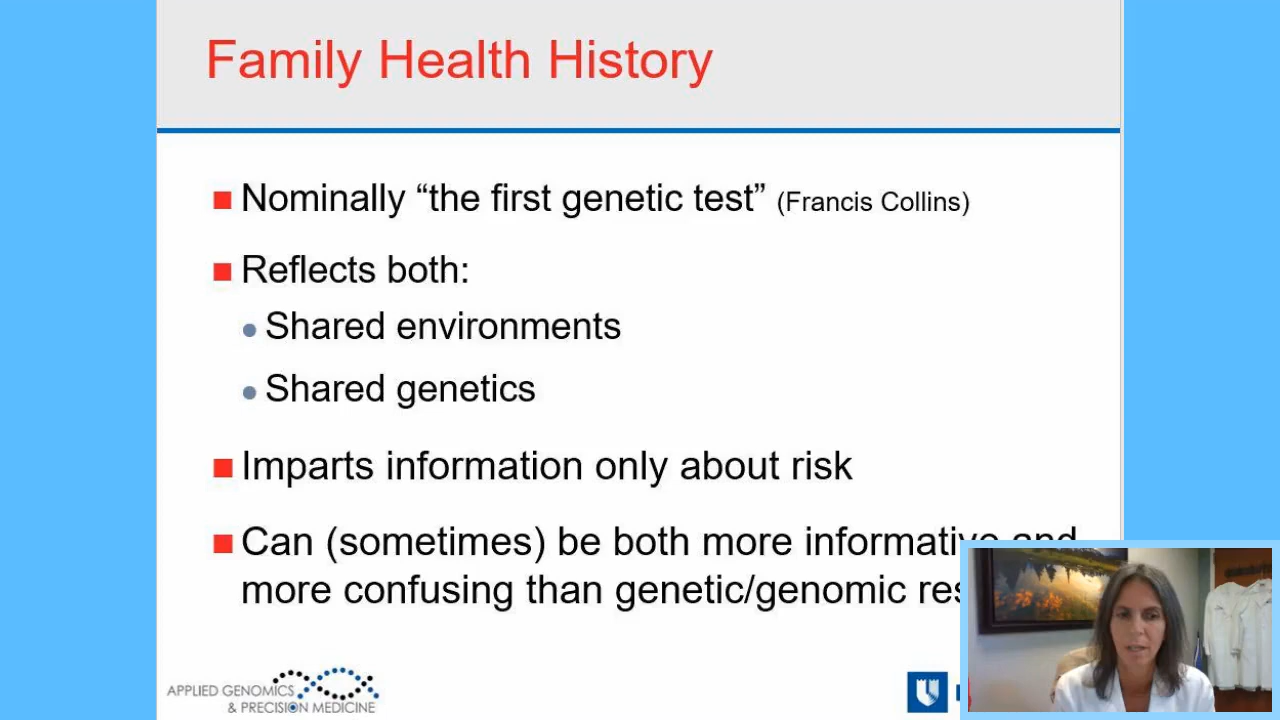 Family Health History
■ Nominally “the first genetic test” (Francis Collins)
■ Reflects both:
● Shared environments
● Shared genetics
■ Imparts information only about risk
■ Can (sometimes) be both more informative and
more confusing than genetic/genomic
APPLIED GENOMICS
& PRECISION MEDICINE